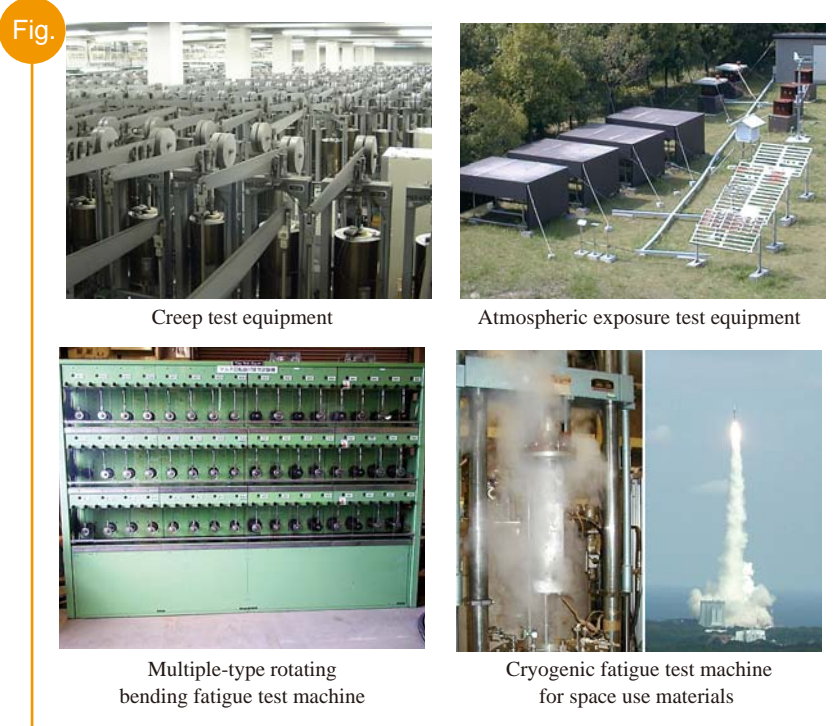 Fig.
Creep test equipment
Atmospheric exposure test equipment
Multiple-type rotating
bending fatigue test machine
Cryogenic fatigue test machine
for space use materials